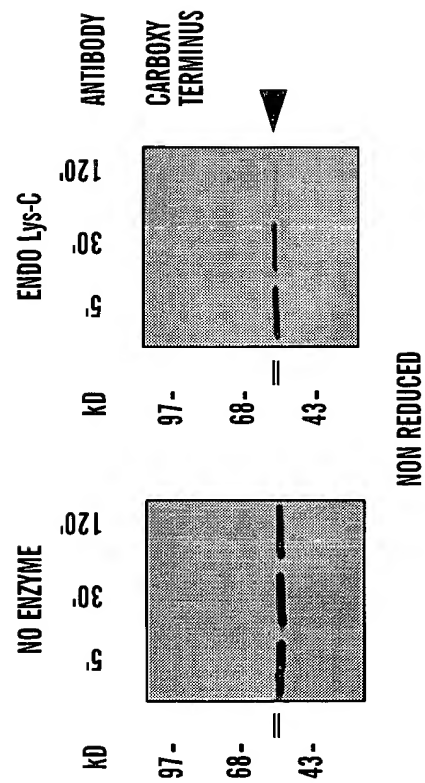 NO ENZYME ENDO Lys-C
kD 5' 30' 120' kD 5' 30' 120' ANTIBODY
97- 97- CARBOXY
TERMINUS
68- 68-
= =
43- 43-
NON REDUCED